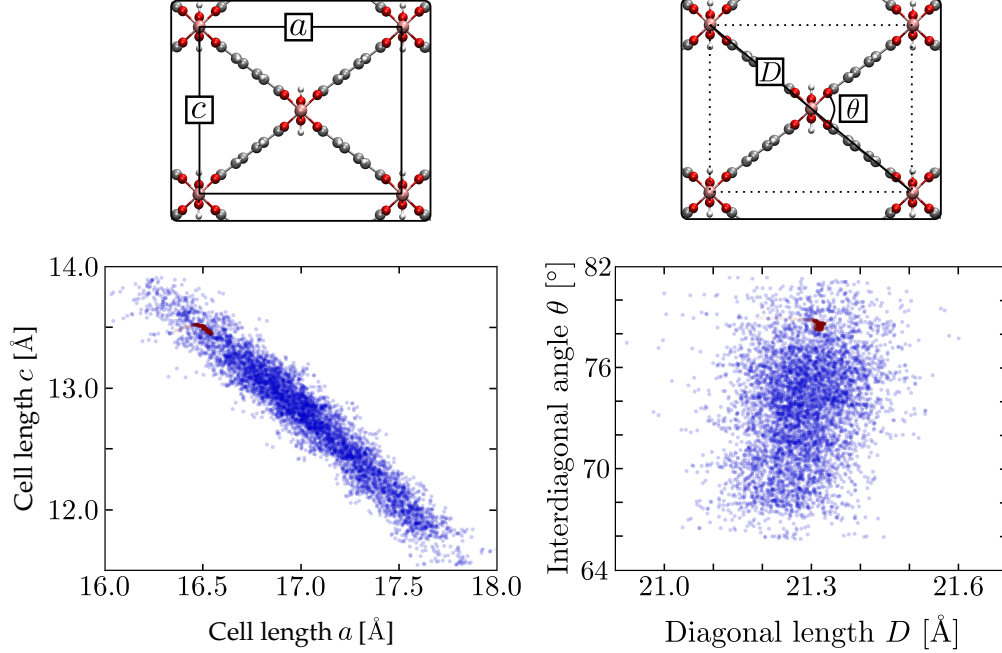 a
c
D
θ
14.0
13.0
12.0
16.0 16.5 17.0 17.5 18.0
Cell length c [Å]
Cell length a [Å]
82
76
70
64
21.0 21.3 21.6
Interdiagonal angle θ [°]
Diagonal length D [Å]